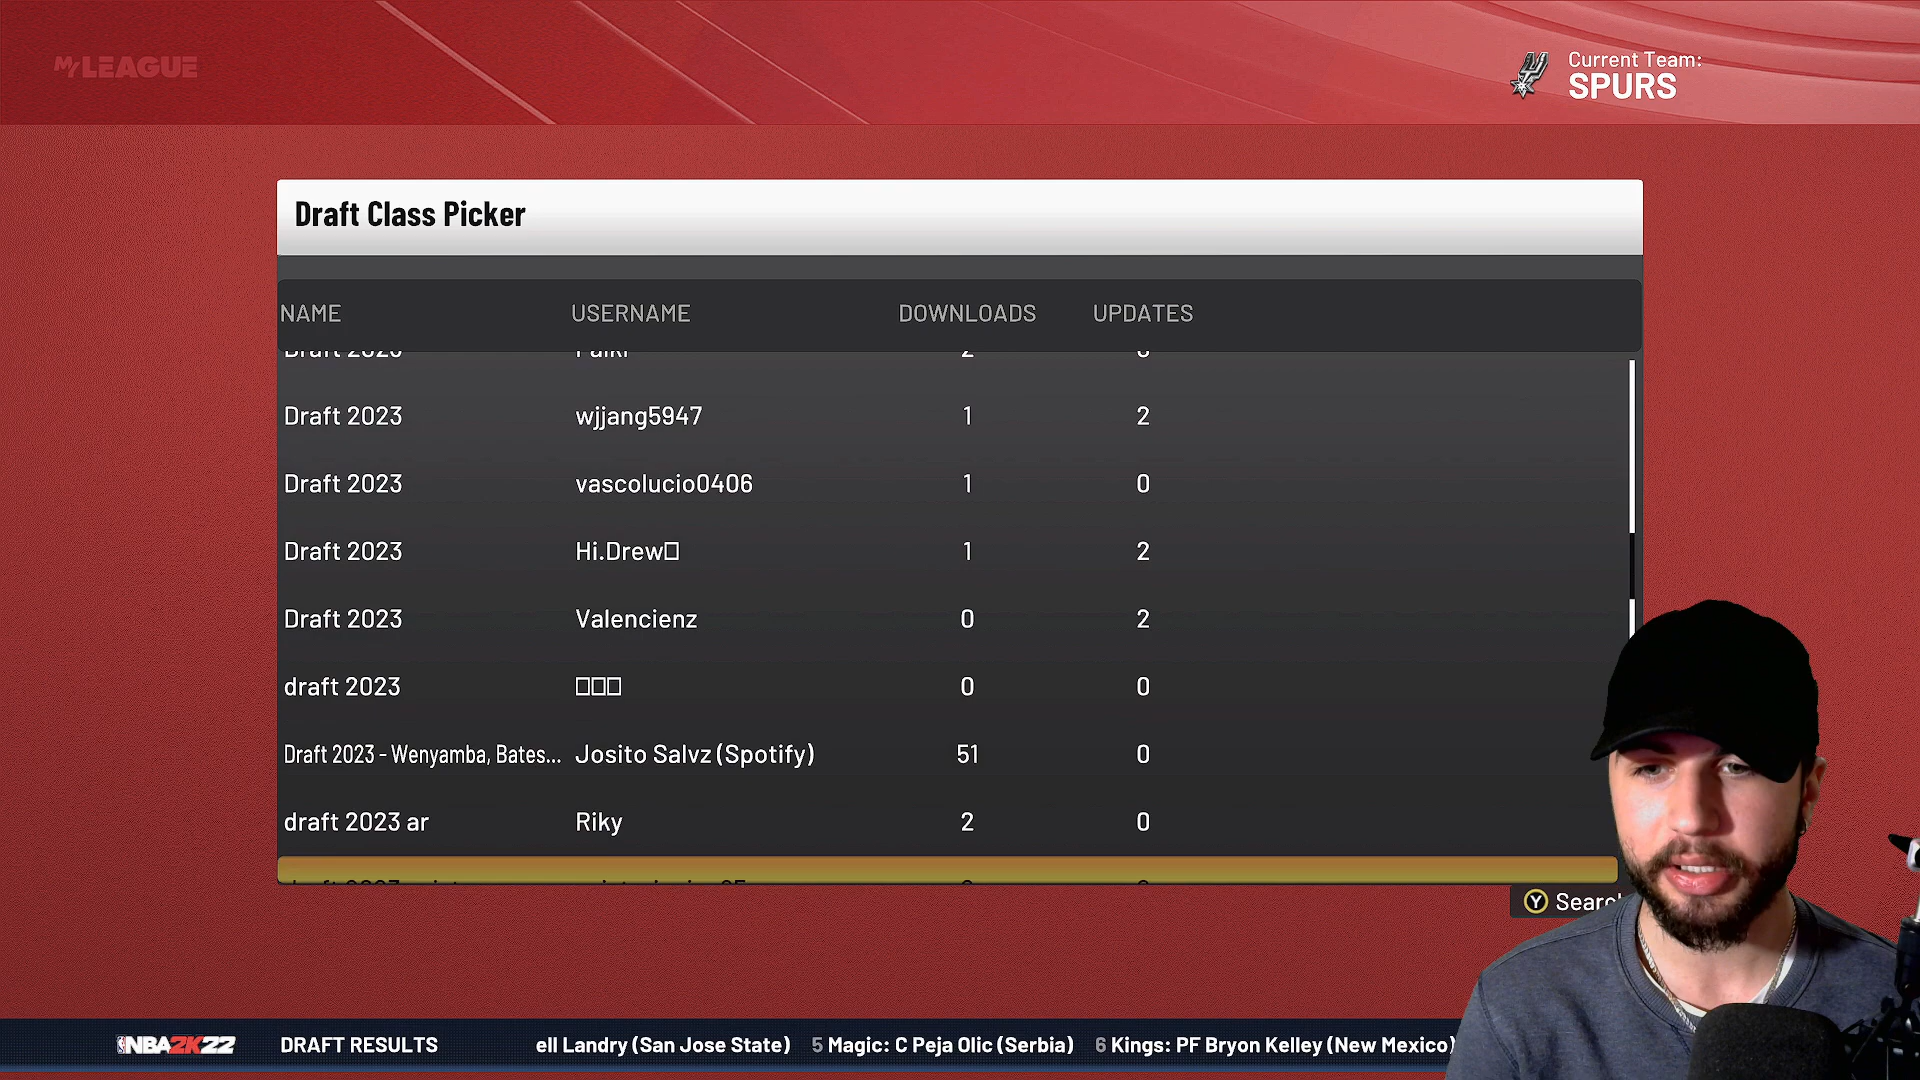 MyLEAGUE
Current Team:
SPURS
Draft Class Picker
NAME USERNAME DOWNLOADS UPDATES
Draft 2023 wjjang5947 1 2
Draft 2023 vascolucio0406 1 0
Draft 2023 Hi.Drew□ 1 2
Draft 2023 Valencienz 0 2
draft 2023 □□□ 0 0
Draft 2023 - Wenyamba, Bates... Josito Salvz (Spotify) 51 0
draft 2023 ar Riky 2 0
Y Searc
NBA2K22 DRAFT RESULTS ell Landry (San Jose State) 5 Magic: C Peja Olic (Serbia) 6 Kings: PF Bryon Kelley (New Mexico)